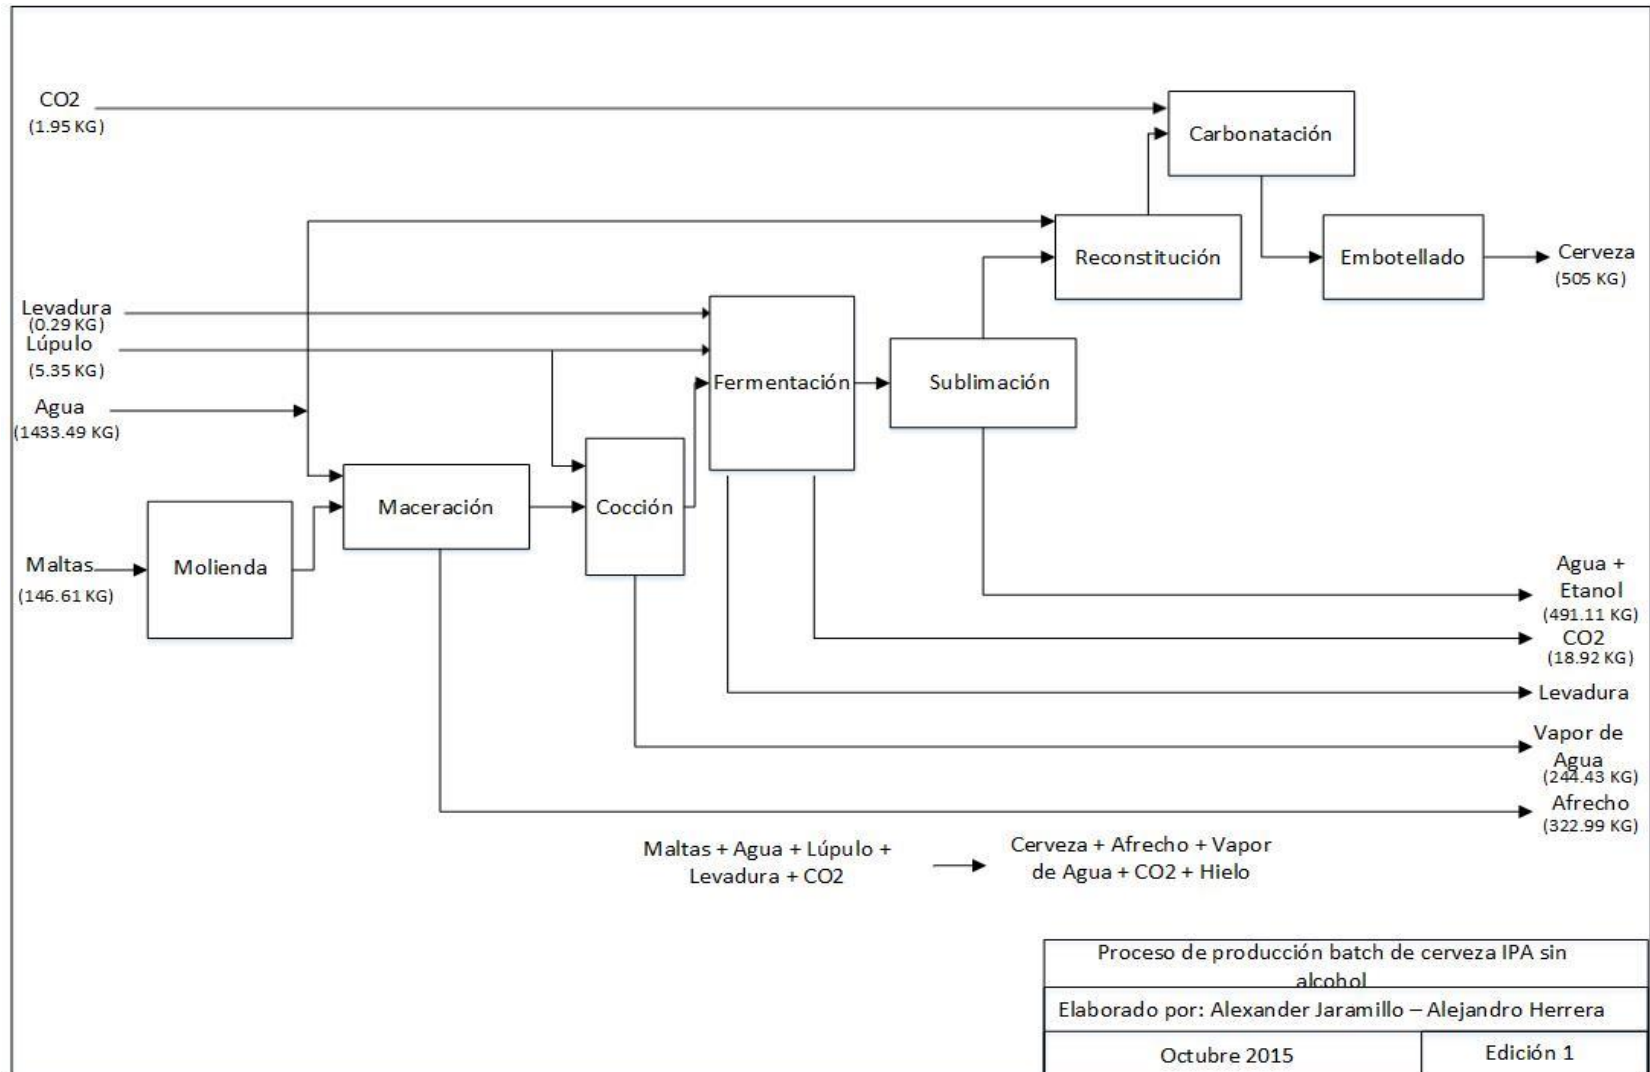 CO2
(1.95 KG)
Carbonatación
Reconstitución
Embotellado
Cerveza
(505 KG)
Levadura
(0.29 KG)
Lúpulo
(5.35 KG)
Fermentación
Sublimación
Agua
(1433.49 KG)
Maceración
Cocción
Maltas
(146.61 KG)
Molienda
Agua +
Etanol
(491.11 KG)
CO2
(18.92 KG)
Levadura
Vapor de
Agua
(244.43 KG)
Afrecho
(322.99 KG)
Maltas + Agua + Lúpulo +
Levadura + CO2
Cerveza + Afrecho + Vapor
de Agua + CO2 + Hielo
Proceso de producción batch de cerveza IPA sin
alcohol
Elaborado por: Alexander Jaramillo – Alejandro Herrera
Octubre 2015
Edición 1